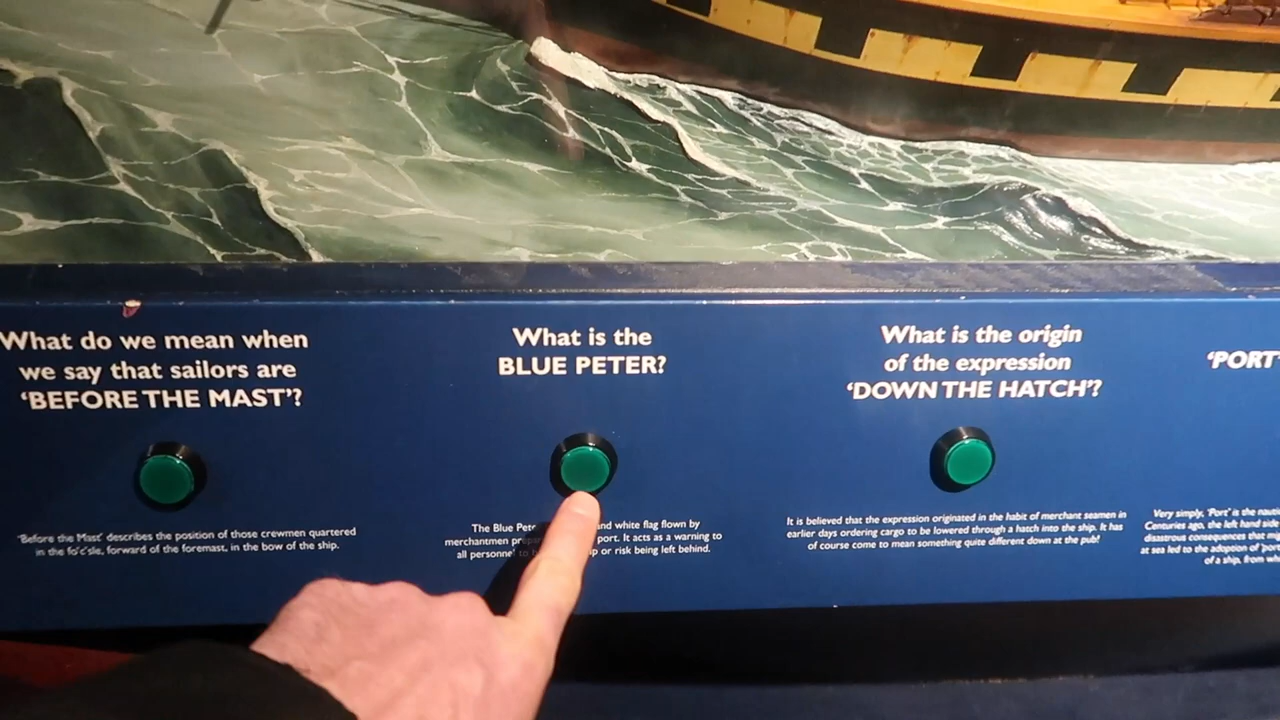 What do we mean when
we say that sailors are
'BEFORE THE MAST'?
'Before the Mast' describes the position of those crewmen quartered
in the fo'c'sle, forward of the foremast, in the bow of the ship.
What is the
BLUE PETER?
The Blue Pete and white flag flown by
merchantmen port. It acts as a warning to
all personnel or risk being left behind.
What is the origin
of the expression
'DOWN THE HATCH'?
It is believed that the expression originated in the habit of merchant seamen in
earlier days ordering cargo to be lowered through a hatch into the ship. It has
of course come to mean something quite different down at the pub!
'PORT'
Very simply, 'Port' is the
Centuries ago, the left hand side
disastrous consequences that
at sea led to the adoption of
of a ship, from